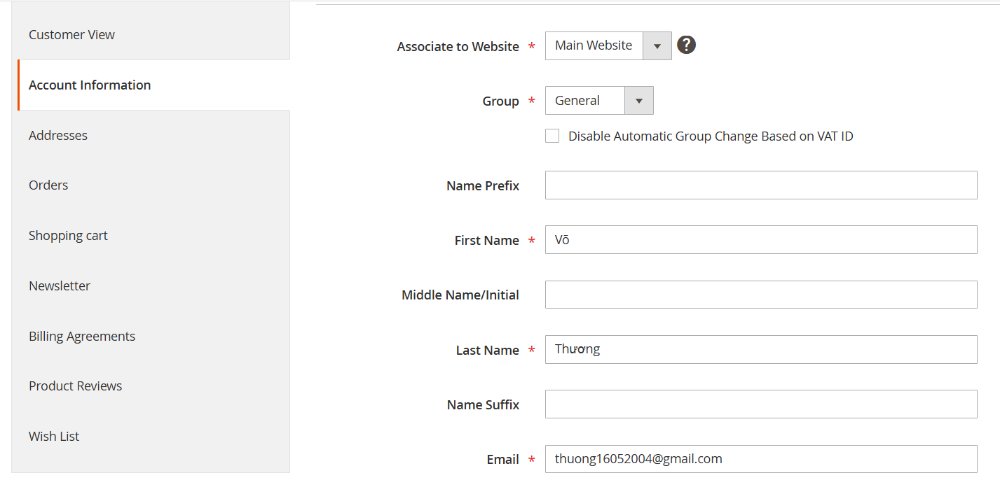 Customer View
Account Information
Addresses
Orders
Shopping cart
Newsletter
Billing Agreements
Product Reviews
Wish List
Associate to Website * Main Website ?
Group * General
Disable Automatic Group Change Based on VAT ID
Name Prefix
First Name * Võ
Middle Name/Initial
Last Name * Thương
Name Suffix
Email * thuong16052004@gmail.com